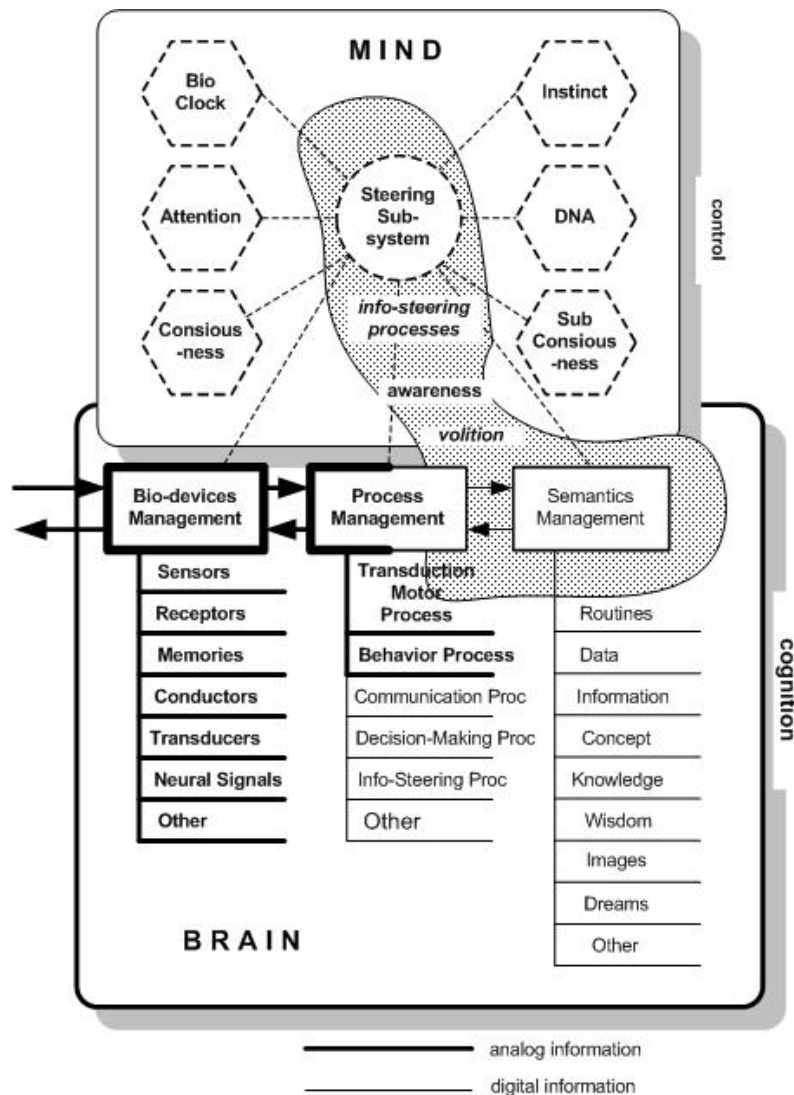 MIND
Bio
Clock
Instinct
Attention
Steering
Sub-
system
DNA
Consious
-ness
info-steering
processes
Sub
Consious-
-ness
awareness
volition
control
Bio-devices
Management
Process
Management
Semantics
Management
Sensors
Receptors
Memories
Conductors
Transducers
Neural Signals
Other
Transduction
Motor
Process
Behavior Process
Communication Proc
Decision-Making Proc
Info-Steering Proc
Other
Routines
Data
Information
Concept
Knowledge
Wisdom
Images
Dreams
Other
cognition
BRAIN
analog information
digital information